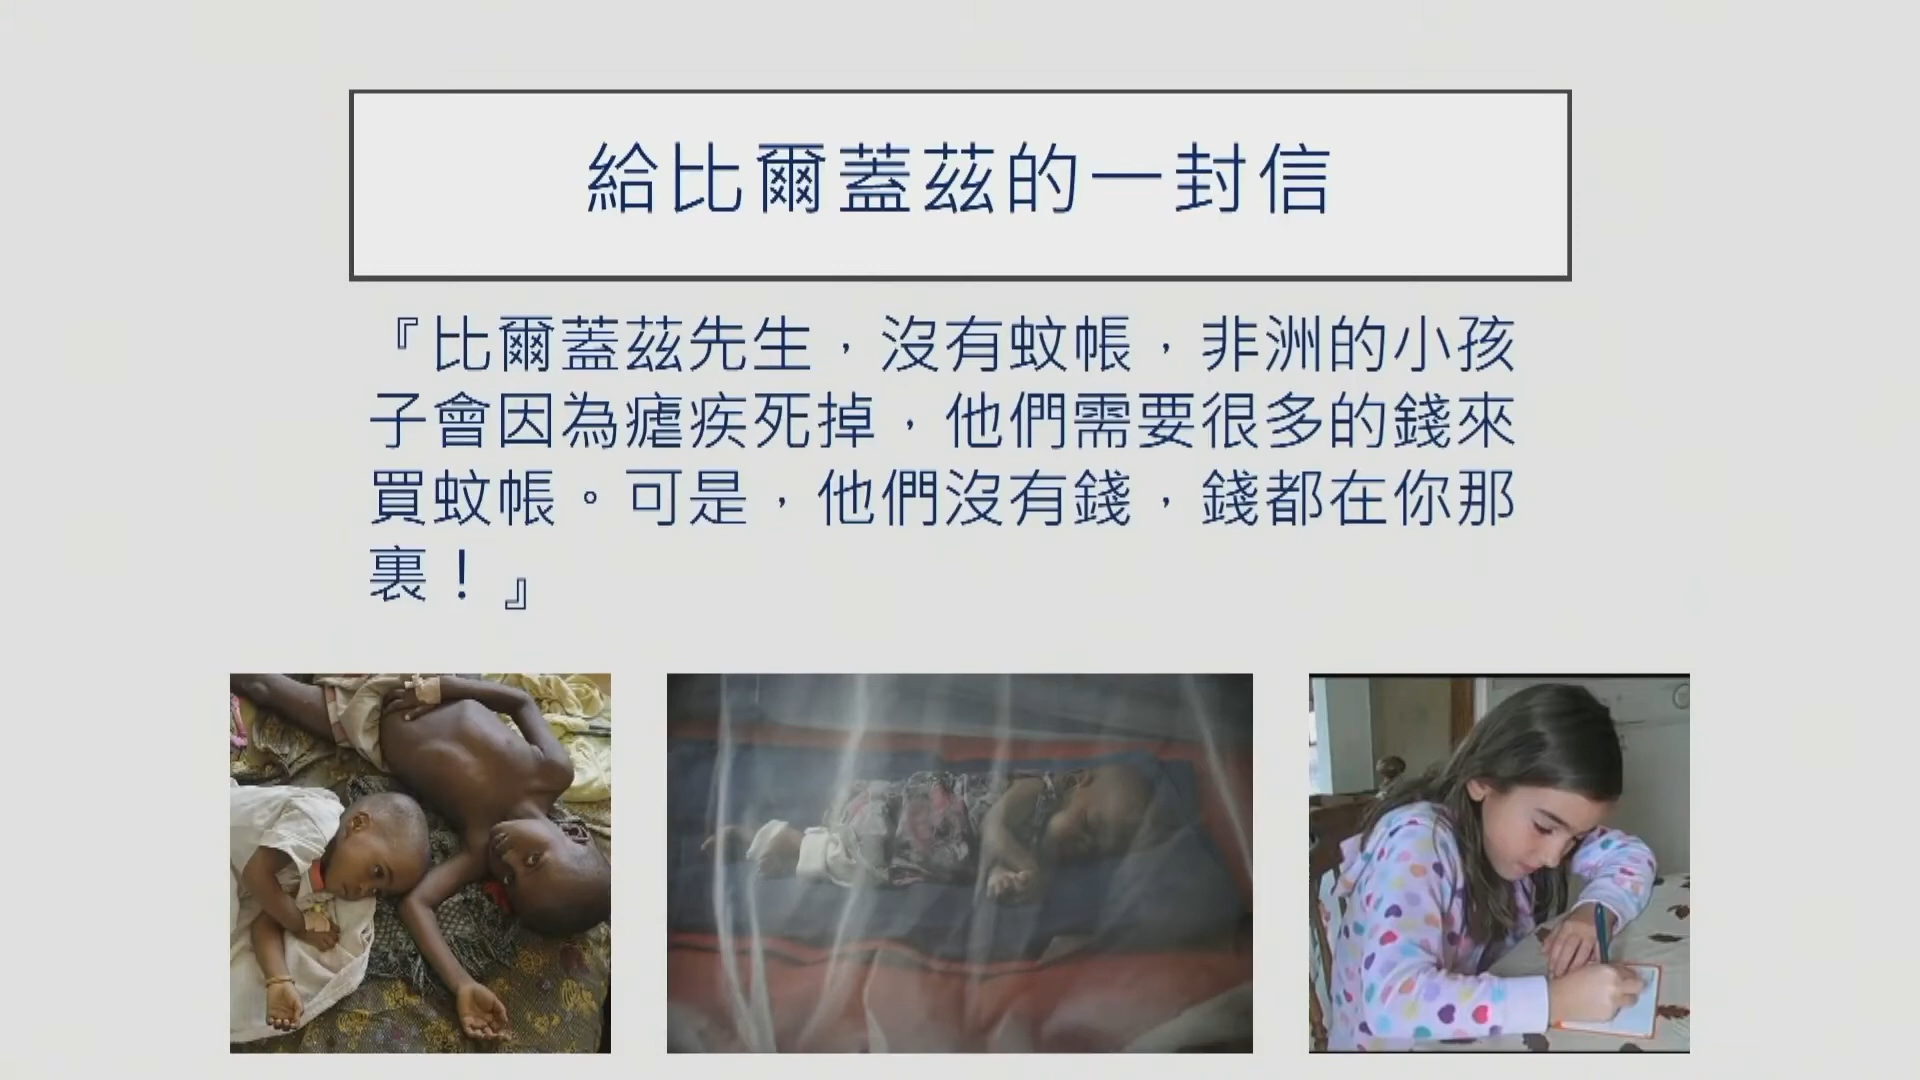 給比爾蓋茲的一封信
『比爾蓋茲先生，沒有蚊帳，非洲的小孩
子會因為瘧疾死掉，他們需要很多的錢來
買蚊帳。可是，他們沒有錢，錢都在你那
裏！』